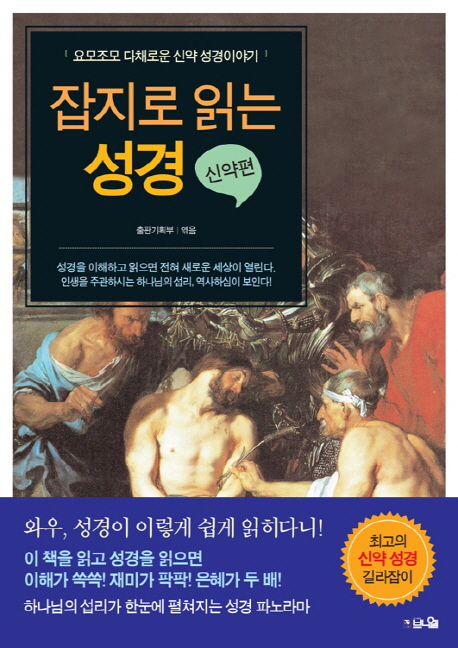 [ 요모조모 다채로운 신약 성경이야기 ]
잡지로 읽는
성경
신약편
출판기획부 | 엮음
성경을 이해하고 읽으면 전혀 새로운 세상이 열린다.
인생을 주관하시는 하나님의 섭리, 역사하심이 보인다!
와우, 성경이 이렇게 쉽게 읽히다니!
이 책을 읽고 성경을 읽으면
이해가 쏙쏙! 재미가 팍팍! 은혜가 두 배!
하나님의 섭리가 한눈에 펼쳐지는 성경 파노라마
최고의
신약 성경
길라잡이
브니엘